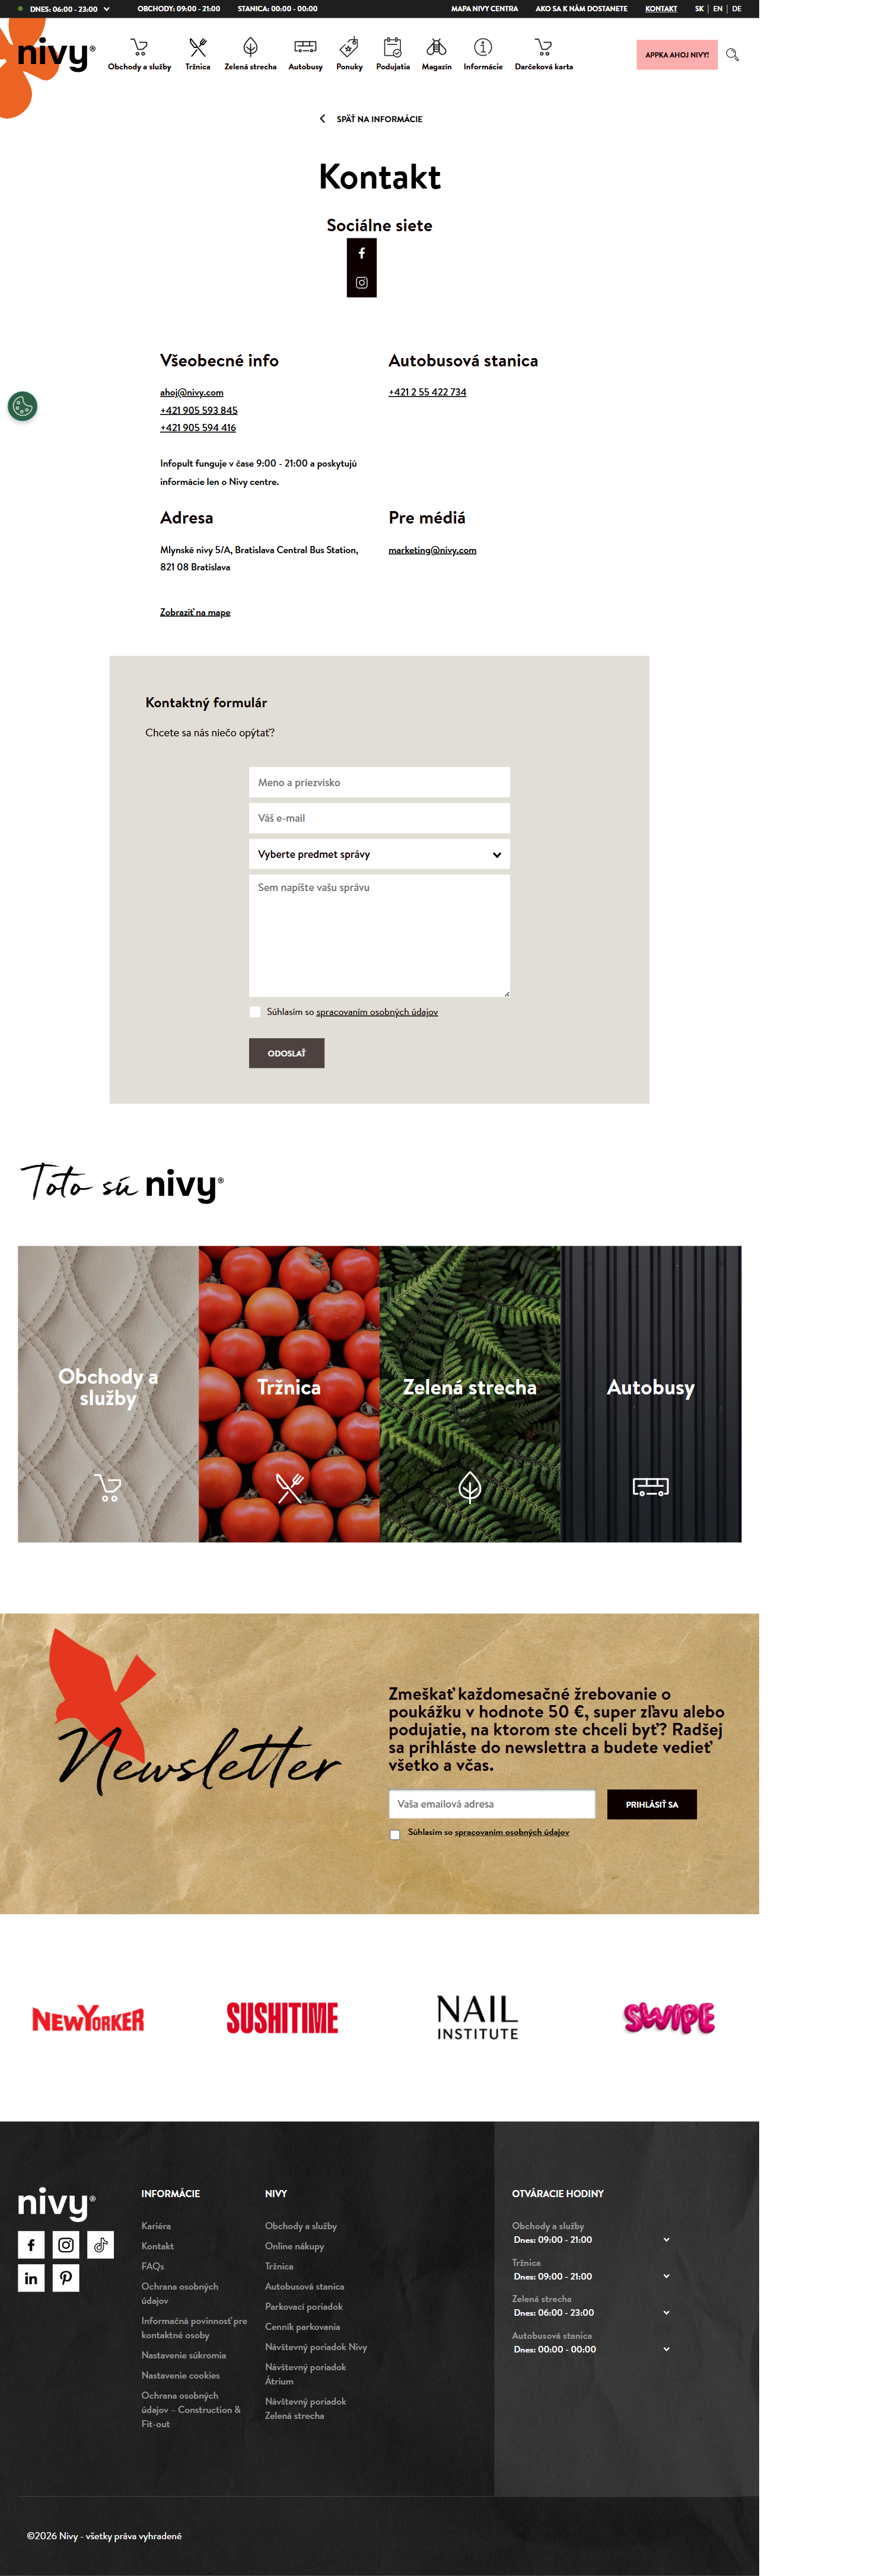 DNES: 06:00 - 23:00
OBCHODY: 09:00 - 21:00
STANICA: 00:00 - 00:00
MAPA NIVY CENTRA
AKO SA K NÁM DOSTANETE
KONTAKT
SK | EN | DE
nivy®
Obchody a služby
Tržnica
Zelená strecha
Autobusy
Ponuky
Podujatia
Magazín
Informácie
Darčeková karta
APPKA AHOJ NIVY!
SPÄŤ NA INFORMÁCIE
Kontakt
Sociálne siete
Všeobecné info
ahoj@nivy.com
+421 905 593 845
+421 905 594 416
Infopult funguje v čase 9:00 - 21:00 a poskytujú
informácie len o Nivy centre.
Autobusová stanica
+421 2 55 422 734
Adresa
Mlynské nivy 5/A, Bratislava Central Bus Station,
821 08 Bratislava
Zobraziť na mape
Pre médiá
marketing@nivy.com
Kontaktný formulár
Chcete sa nás niečo opýtať?
Meno a priezvisko
Váš e-mail
Vyberte predmet správy
Sem napíšte vašu správu
Súhlasím so spracovaním osobných údajov
ODOSLAŤ
Toto sú nivy®
Obchody a
služby
Tržnica
Zelená strecha
Autobusy
Newsletter
Zmeškať každomesačné žrebovanie o
poukážku v hodnote 50 €, super zľavu alebo
podujatie, na ktorom ste chceli byť? Radšej
sa prihláste do newslettra a budete vedieť
všetko a včas.
Vaša emailová adresa
PRIHLÁSIŤ SA
Súhlasím so spracovaním osobných údajov
NEWYORKER
SUSHITIME
NAIL
INSTITUTE
SWIPE
nivy®
INFORMÁCIE
Kariéra
Kontakt
FAQs
Ochrana osobných
údajov
Informačná povinnosť pre
kontaktné osoby
Nastavenie súkromia
Nastavenie cookies
Ochrana osobných
údajov – Construction &
Fit-out
NIVY
Obchody a služby
Online nákupy
Tržnica
Autobusová stanica
Parkovací poriadok
Cenník parkovania
Návštevný poriadok Nivy
Návštevný poriadok
Átrium
Návštevný poriadok
Zelená strecha
OTVÁRACIE HODINY
Obchody a služby
Dnes: 09:00 - 21:00
Tržnica
Dnes: 09:00 - 21:00
Zelená strecha
Dnes: 06:00 - 23:00
Autobusová stanica
Dnes: 00:00 - 00:00
©2026 Nivy - všetky práva vyhradené